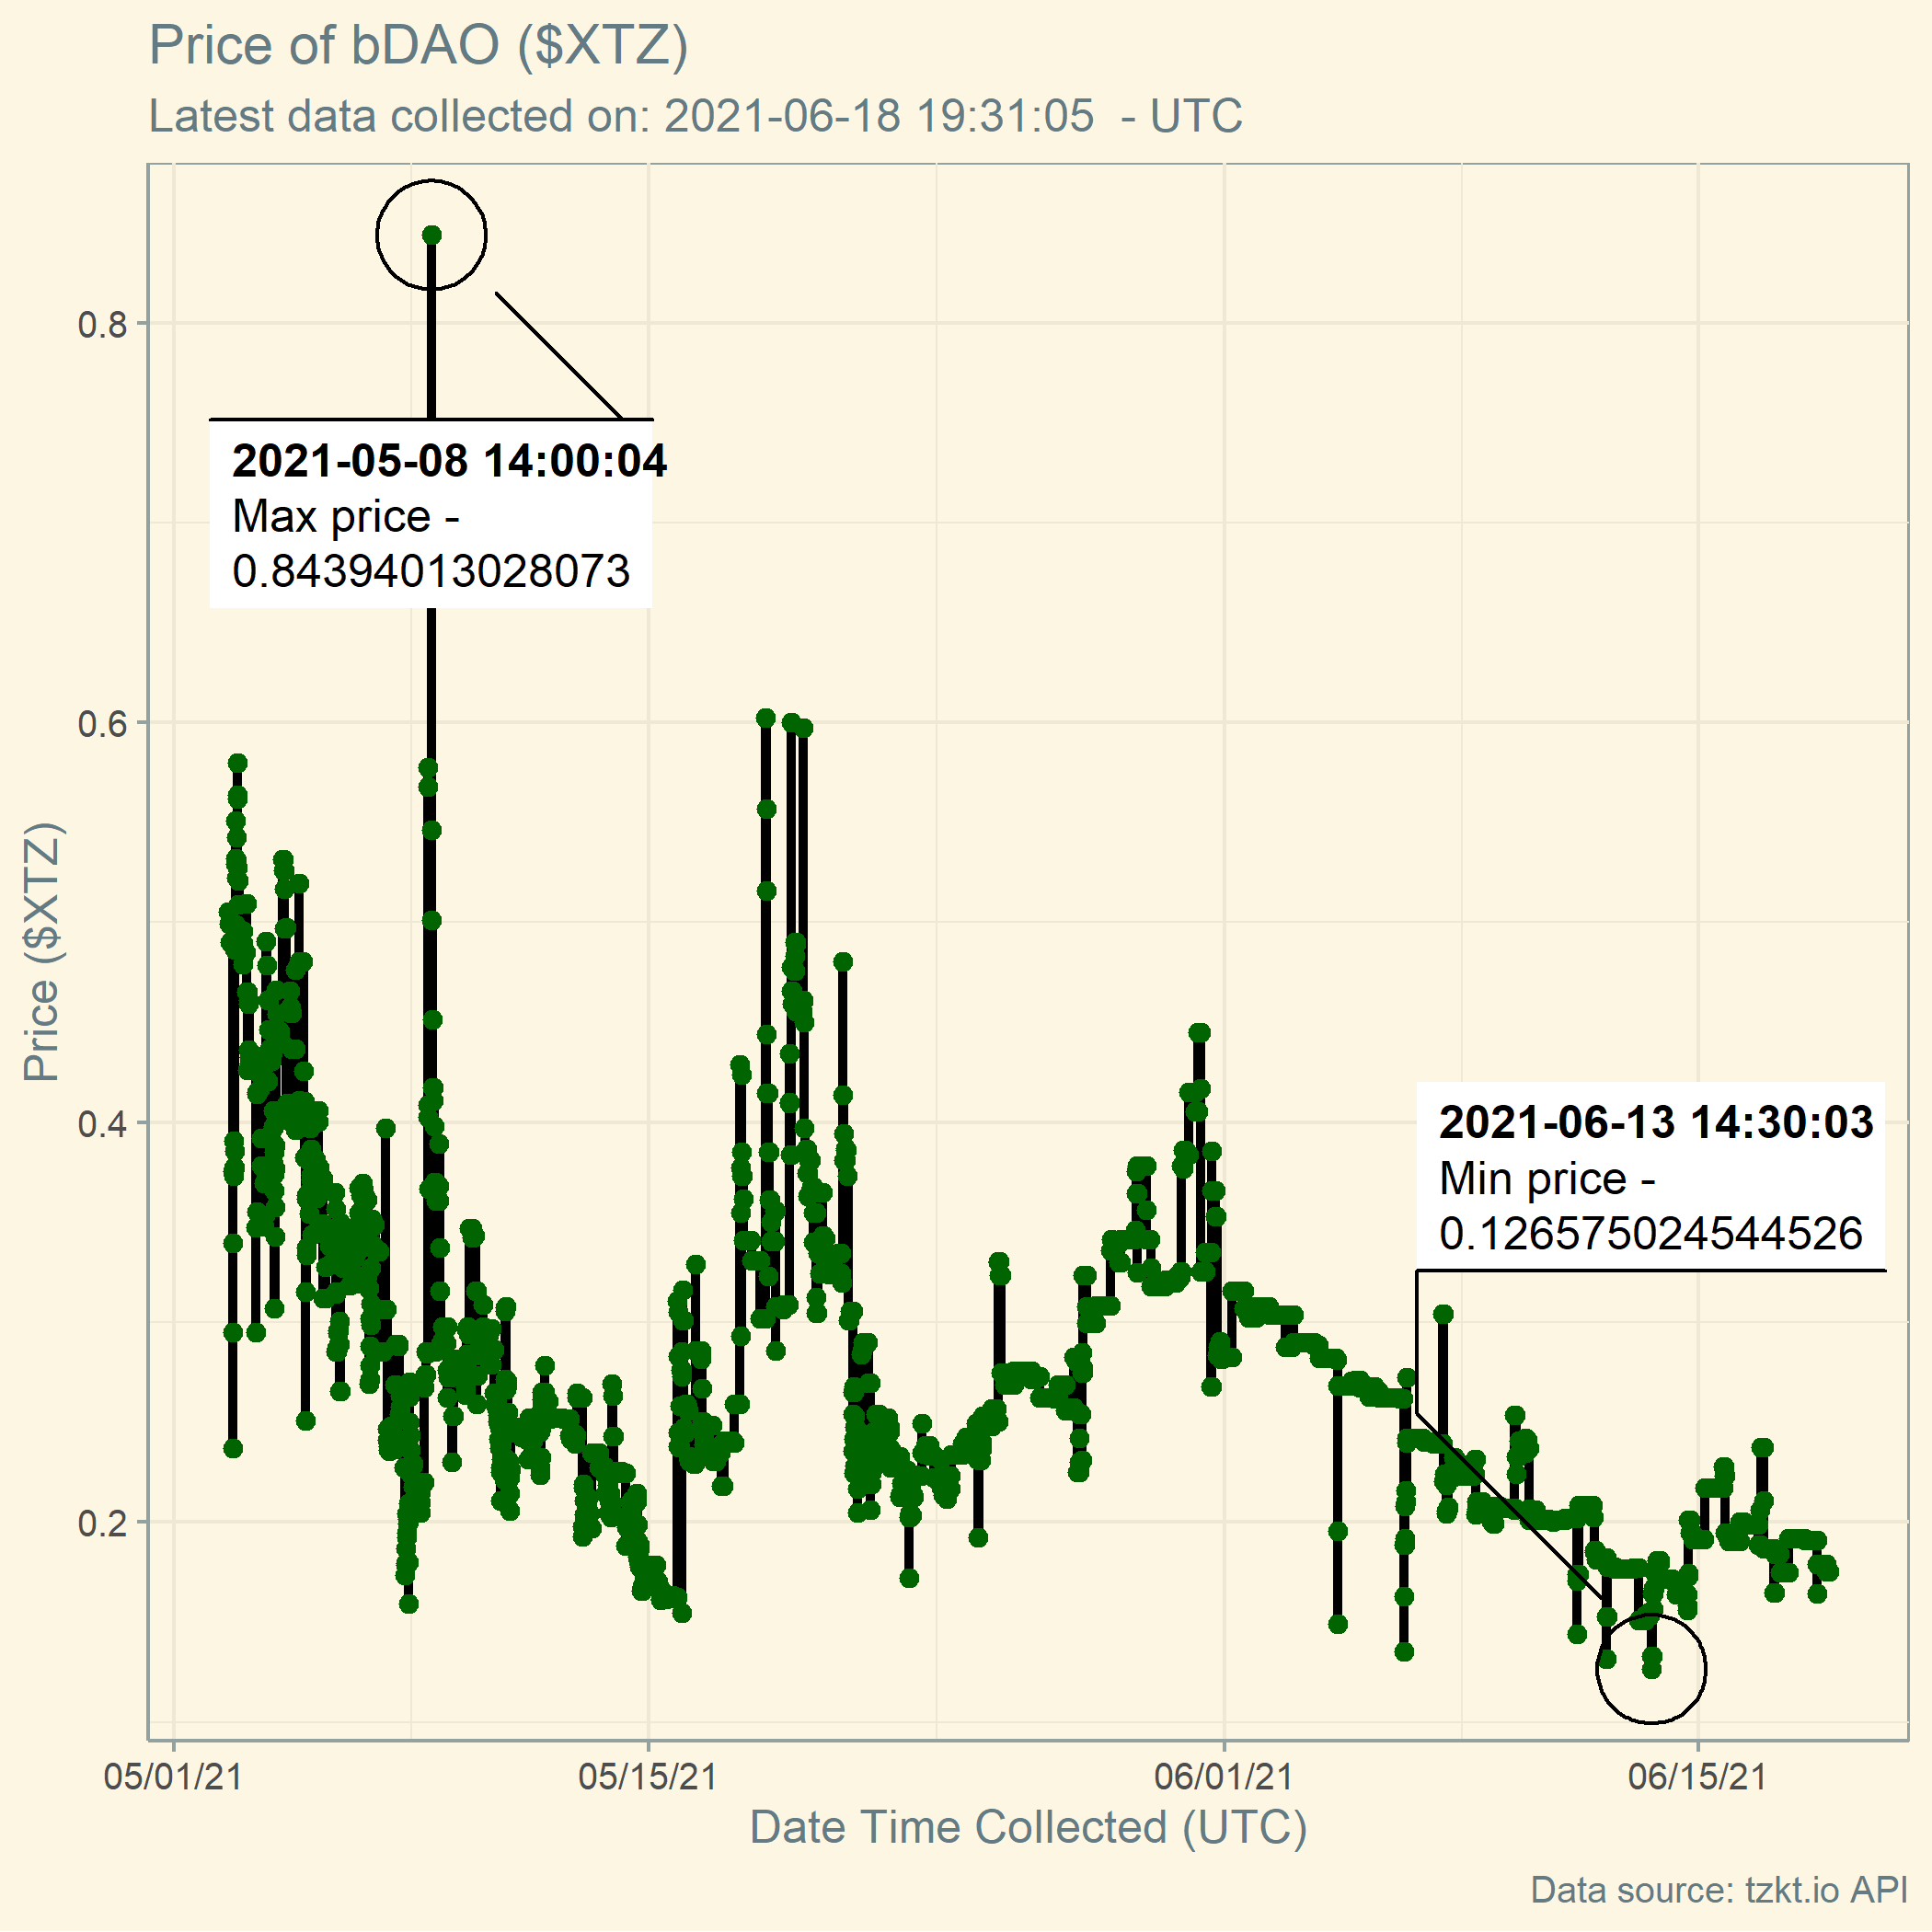 Price of bDAO ($XTZ)
Latest data collected on: 2021-06-18 19:31:05  - UTC
2021-05-08 14:00:04
Max price -
0.84394013028073
2021-06-13 14:30:03
Min price -
0.126575024544526
Price ($XTZ)
0.8
0.6
0.4
0.2
05/01/21
05/15/21
06/01/21
06/15/21
Date Time Collected (UTC)
Data source: tzkt.io API